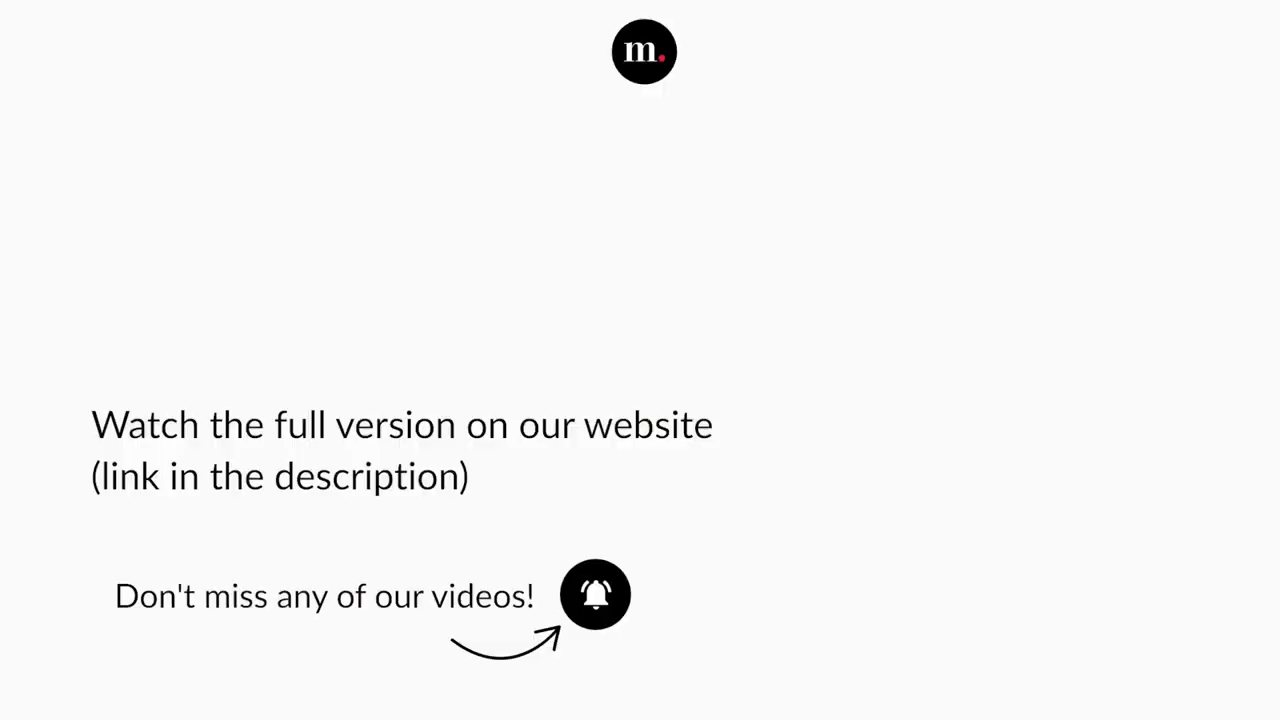 m.
Watch the full version on our website
(link in the description)
Don't miss any of our videos!